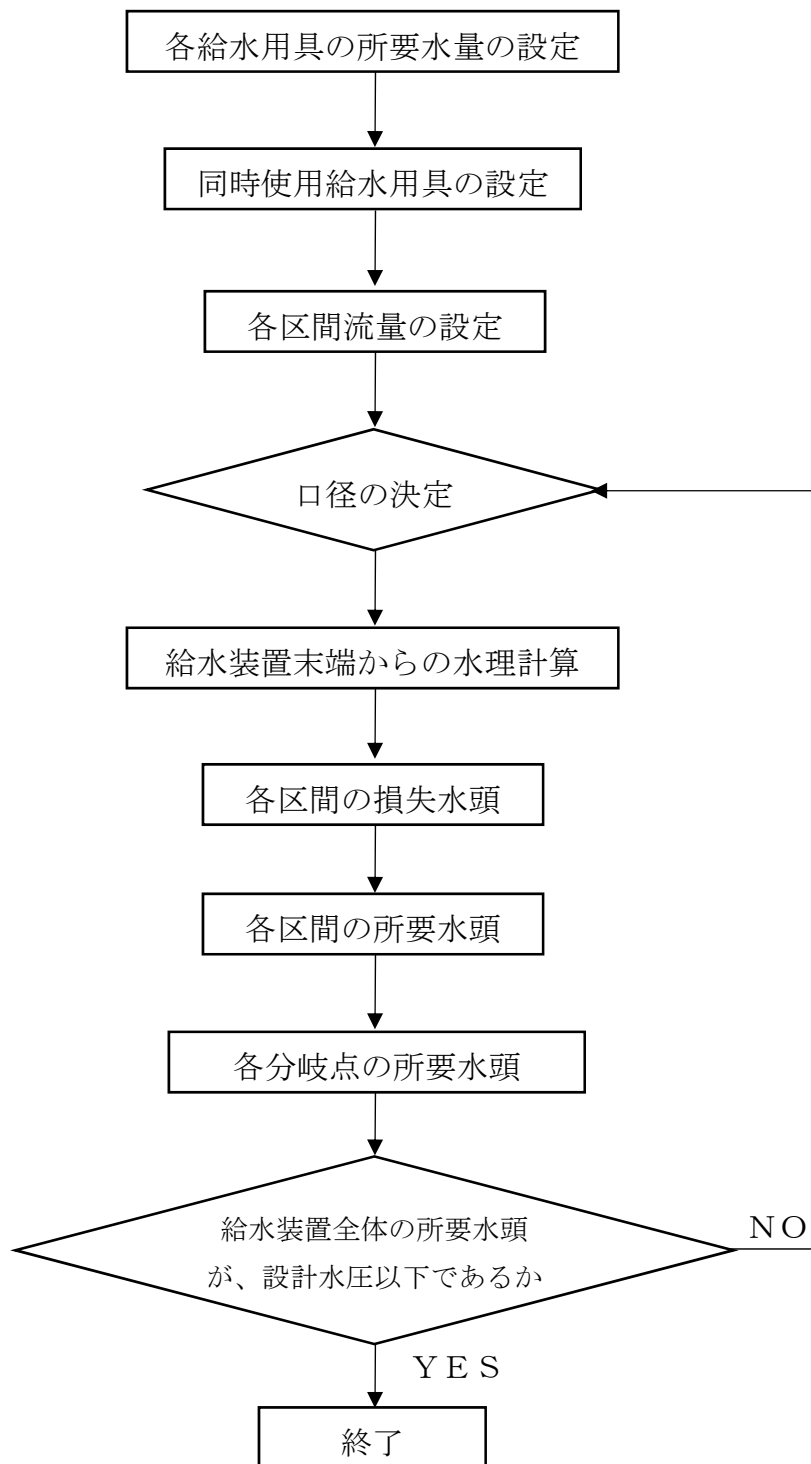 各給水用具の所要水量の設定
同時使用給水用具の設定
各区間流量の設定
口径の決定
給水装置末端からの水理計算
各区間の損失水頭
各区間の所要水頭
各分岐点の所要水頭
給水装置全体の所要水頭
が、設計水圧以下であるか
ＮＯ
ＹＥＳ
終了